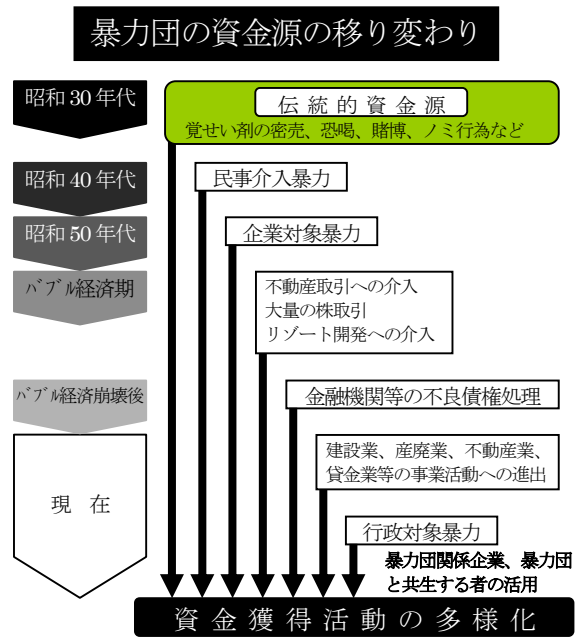 暴力団の資金源の移り変わり
昭和30年代
伝統的資金源
覚せい剤の密売、恐喝、賭博、ノミ行為など
昭和40年代
民事介入暴力
昭和50年代
企業対象暴力
バブル経済期
不動産取引への介入
大量の株取引
リゾート開発への介入
バブル経済崩壊後
金融機関等の不良債権処理
建設業、産廃業、不動産業、
貸金業等の事業活動への進出
現 在
行政対象暴力
暴力団関係企業、暴力団
と共生する者の活用
資金獲得活動の多様化